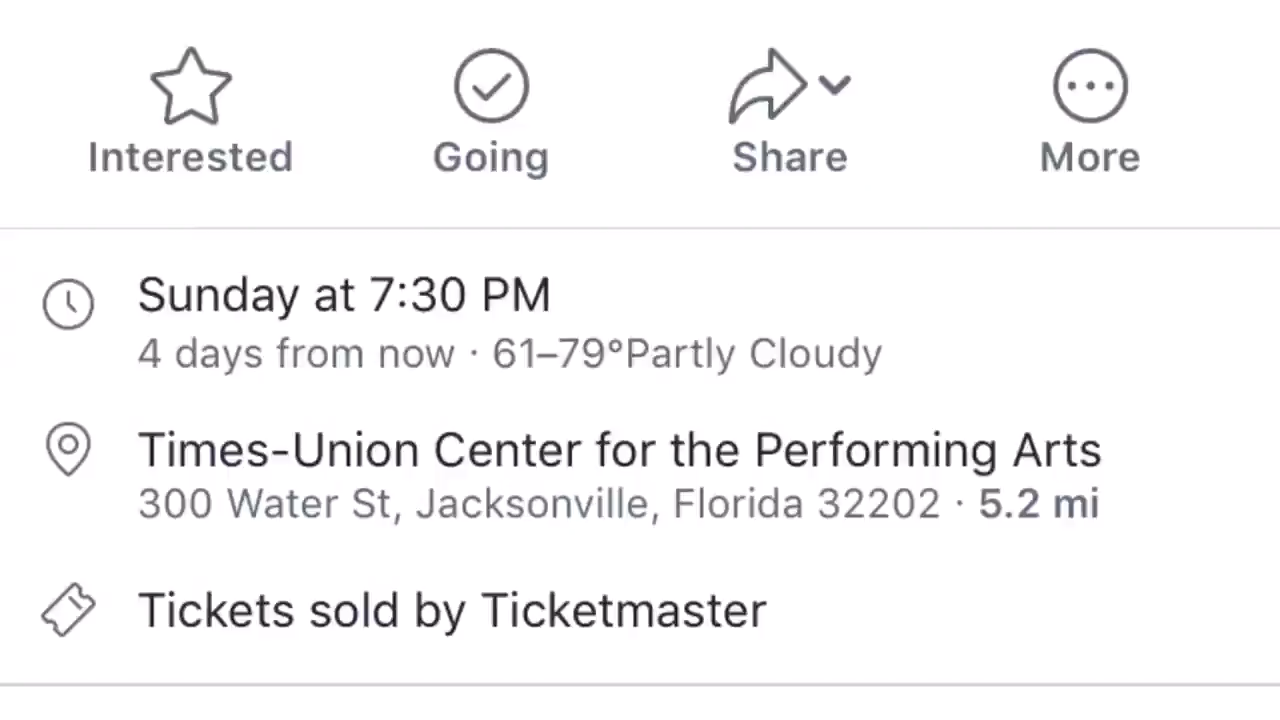 Interested Going Share More
Sunday at 7:30 PM
4 days from now · 61–79°Partly Cloudy
Times-Union Center for the Performing Arts
300 Water St, Jacksonville, Florida 32202 · 5.2 mi
Tickets sold by Ticketmaster